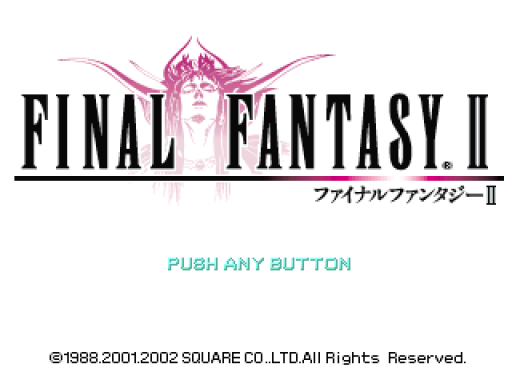 FINAL FANTASY® II
ファイナルファンタジーII
PUSH ANY BUTTON
©1988.2001.2002 SQUARE CO.,LTD.All Rights Reserved.